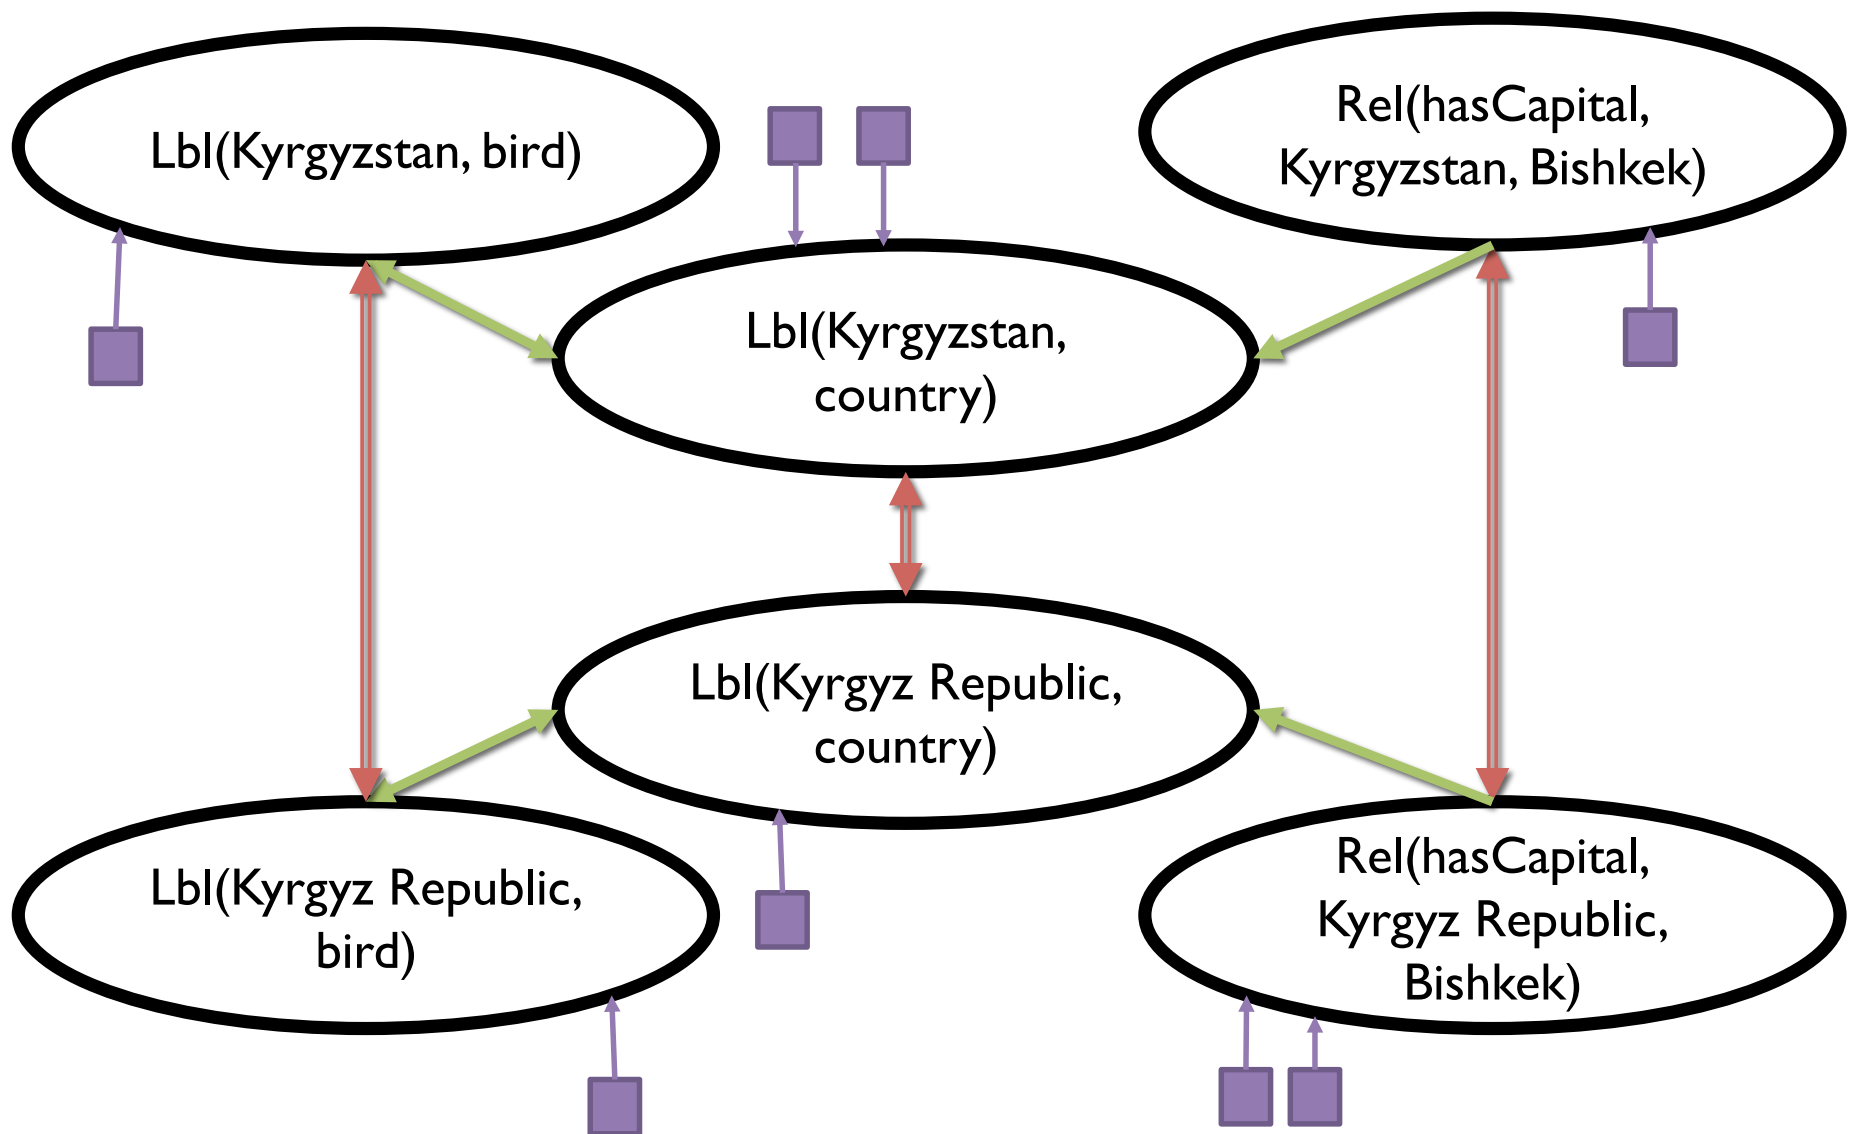 Lbl(Kyrgyzstan, bird)
Rel(hasCapital,
Kyrgyzstan, Bishkek)
Lbl(Kyrgyzstan,
country)
Lbl(Kyrgyz Republic,
country)
Lbl(Kyrgyz Republic,
bird)
Rel(hasCapital,
Kyrgyz Republic,
Bishkek)